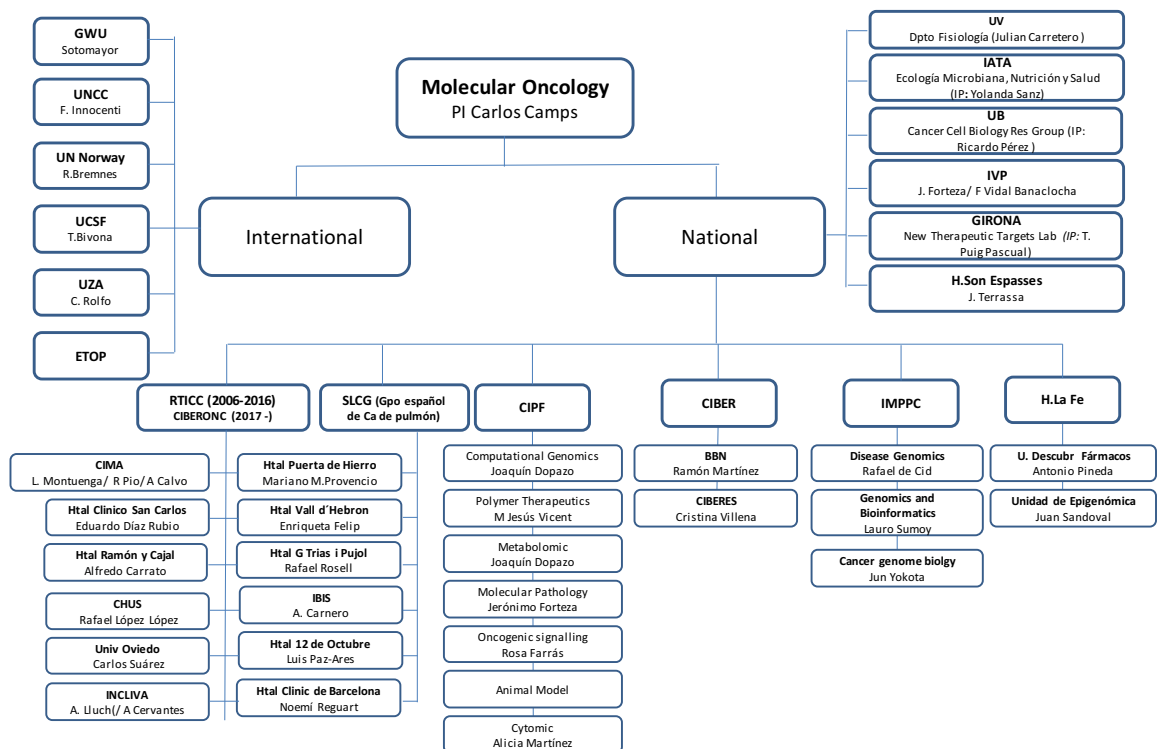 Molecular Oncology
PI Carlos Camps
International
National
GWU
Sotomayor
UNCC
F. Innocenti
UN Norway
R.Bremnes
UCSF
T.Bivona
UZA
C. Rolfo
ETOP
UV
Dpto Fisiología (Julian Carretero )
IATA
Ecología Microbiana, Nutrición y Salud
(IP: Yolanda Sanz)
UB
Cancer Cell Biology Res Group (IP:
Ricardo Pérez )
IVP
J. Forteza/ F Vidal Banaclocha
GIRONA
New Therapeutic Targets Lab (IP: T.
Puig Pascual)
H.Son Espasses
J. Terrassa
RTICC (2006-2016)
CIBERONC (2017 -)
CIMA
L. Montuenga/ R Pio/ A Calvo
Htal Clinico San Carlos
Eduardo Díaz Rubio
Htal Ramón y Cajal
Alfredo Carrato
CHUS
Rafael López López
Univ Oviedo
Carlos Suárez
INCLIVA
A. Lluch(/ A Cervantes
SLCG (Gpo español
de Ca de pulmón)
Htal Puerta de Hierro
Mariano M.Provencio
Htal Vall d´Hebron
Enriqueta Felip
Htal G Trias i Pujol
Rafael Rosell
IBIS
A. Carnero
Htal 12 de Octubre
Luis Paz-Ares
Htal Clinic de Barcelona
Noemí Reguart
CIPF
Computational Genomics
Joaquín Dopazo
Polymer Therapeutics
M Jesús Vicent
Metabolomic
Joaquín Dopazo
Molecular Pathology
Jerónimo Forteza
Oncogenic signalling
Rosa Farrás
Animal Model
Cytomic
Alicia Martínez
CIBER
BBN
Ramón Martínez
CIBERES
Cristina Villena
IMPPC
Disease Genomics
Rafael de Cid
Genomics and
Bioinformatics
Lauro Sumoy
Cancer genome biolgy
Jun Yokota
H.La Fe
U. Descubr Fármacos
Antonio Pineda
Unidad de Epigenómica
Juan Sandoval